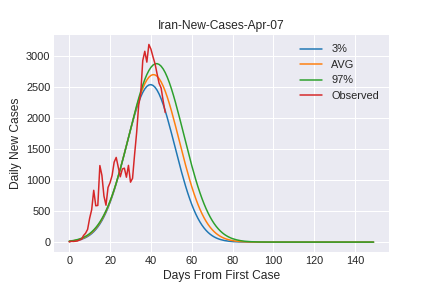 Iran-New-Cases-Apr-07
3%
AVG
97%
Observed
Daily New Cases
3000
2500
2000
1500
1000
500
0
0 20 40 60 80 100 120 140
Days From First Case